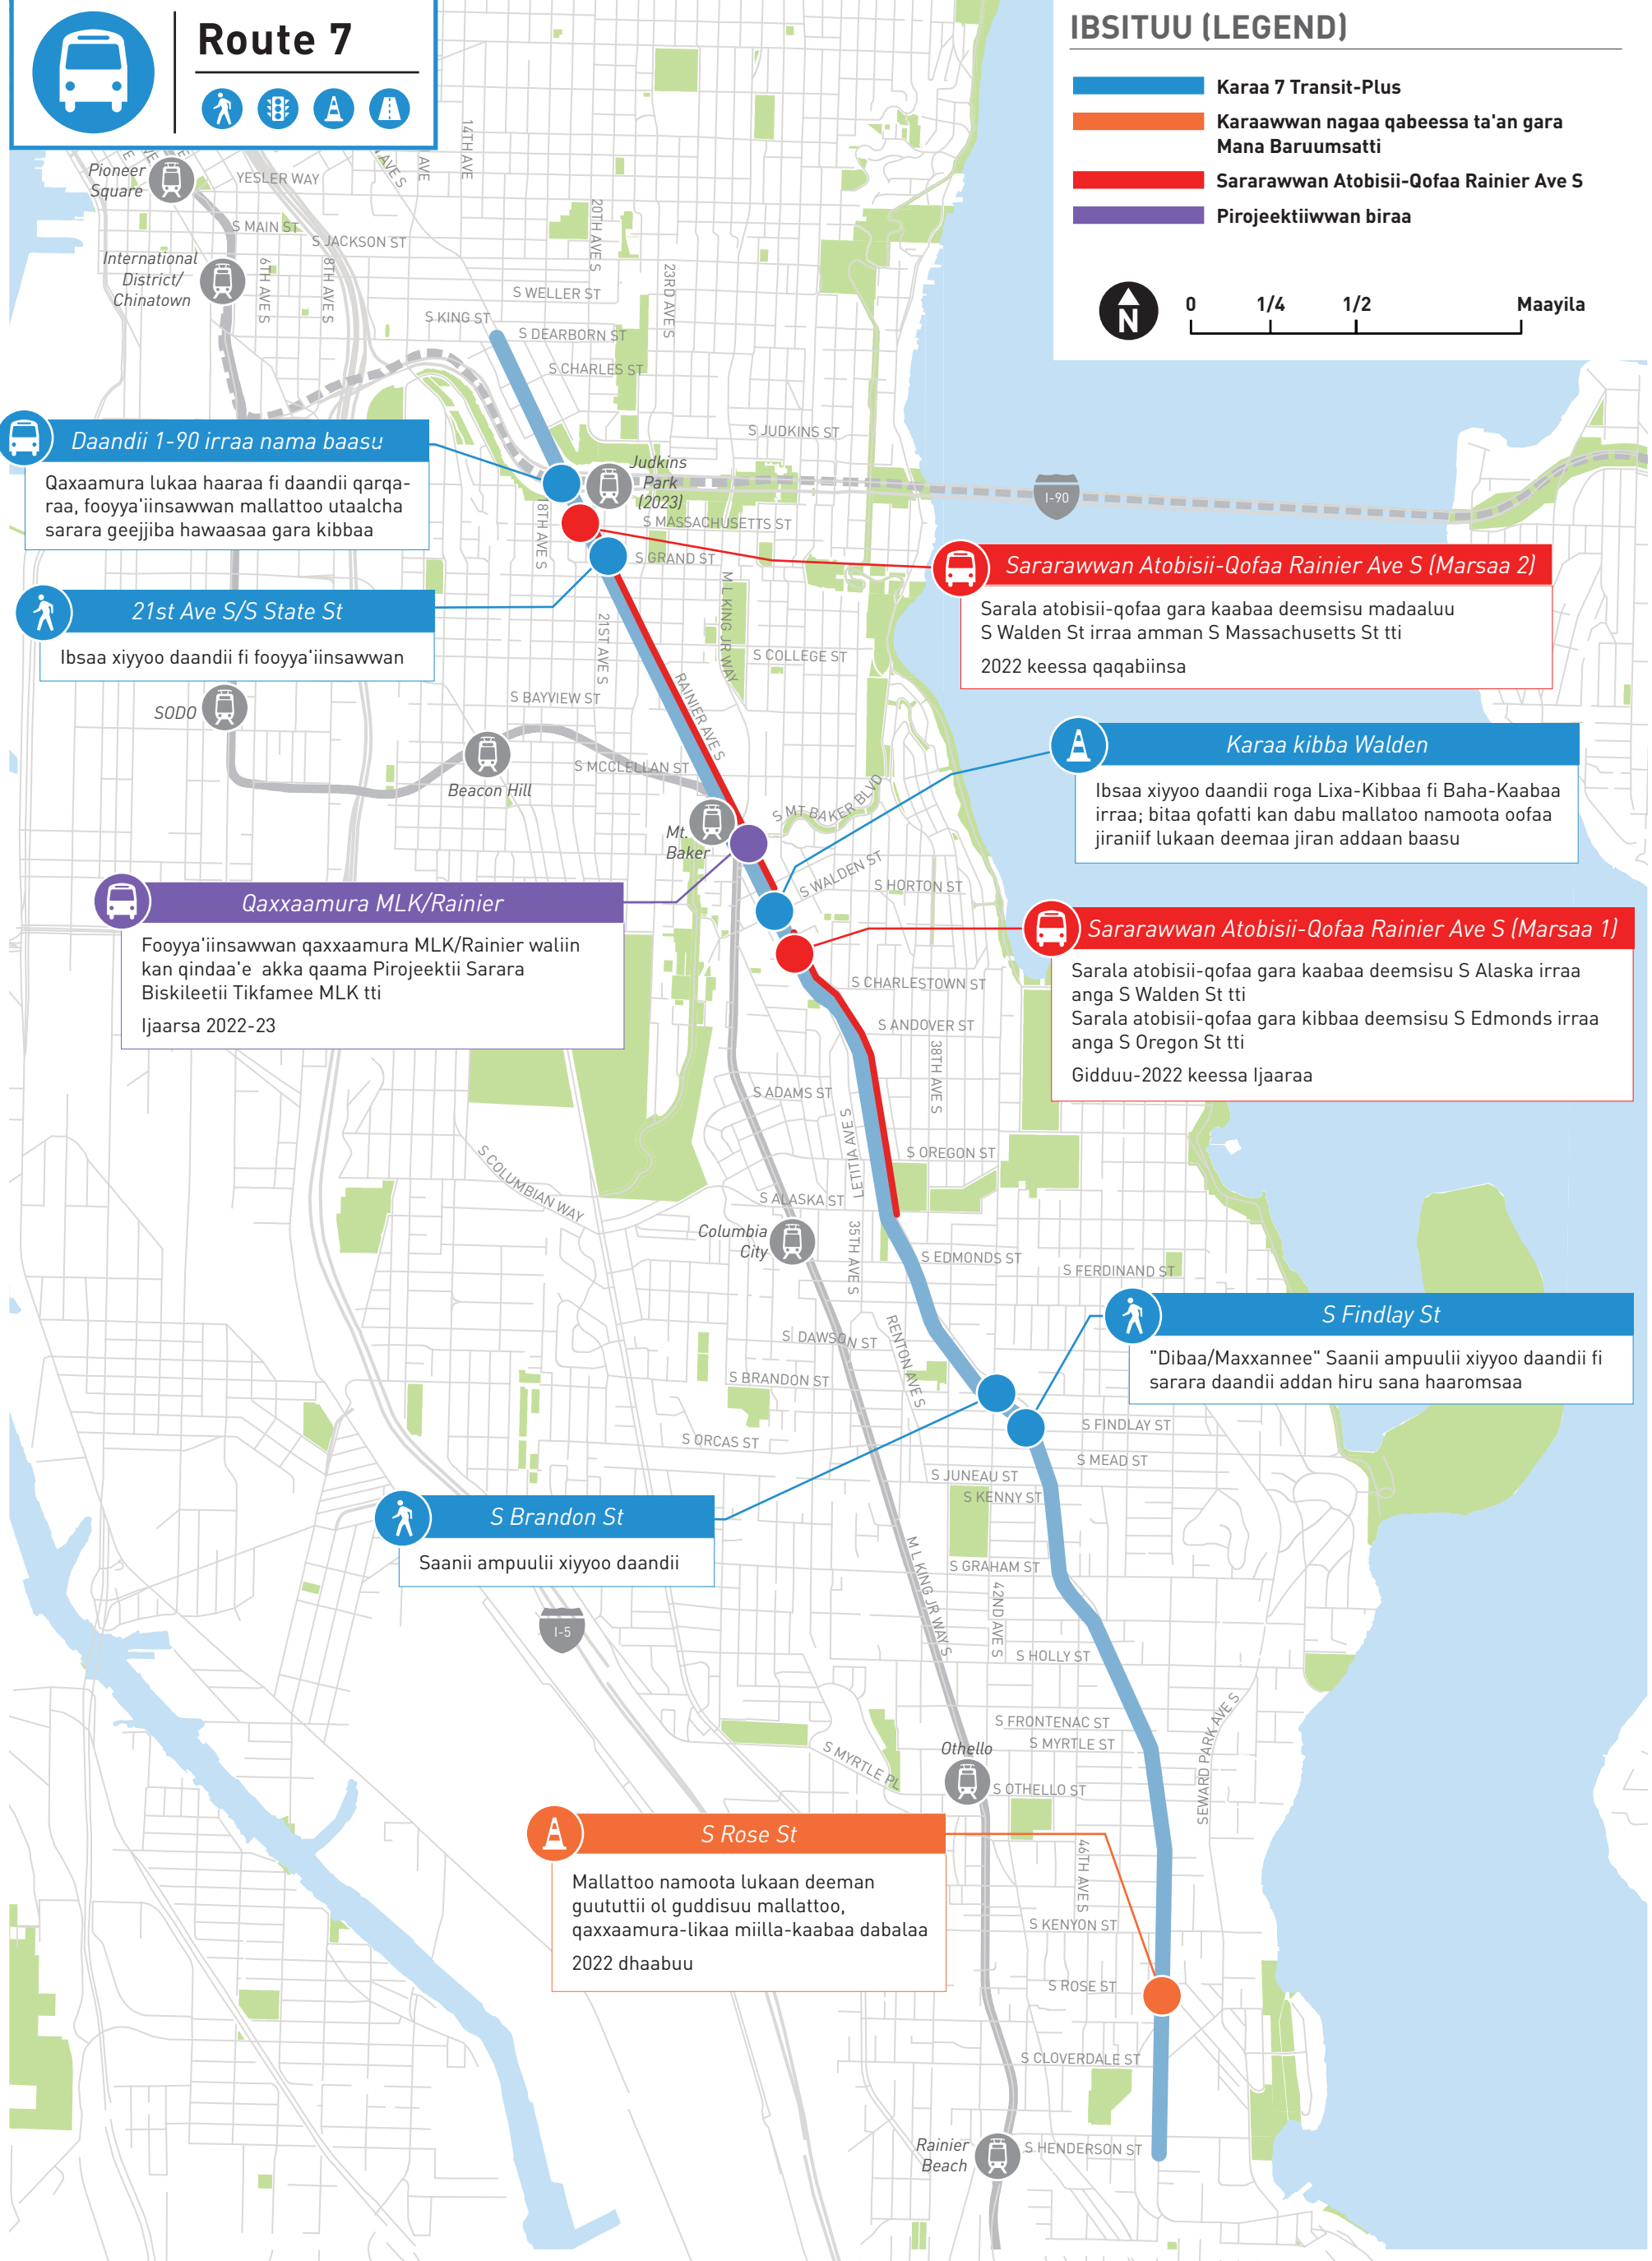 Route 7
IBSITUU (LEGEND)
Karaa 7 Transit-Plus
Karaawwan nagaa qabeessa ta'an gara
Mana Baruumsatti
Sararawwan Atobisii-Qofaa Rainier Ave S
Pirojeektiiwwan biraa
N
0 1/4 1/2 Maayila
Pioneer
Square
YESLER WAY
14TH AVE
S MAIN ST
S JACKSON ST
20TH AVE S
International
District/
Chinatown
6TH AVE S
8TH AVE S
23RD AVE S
S WELLER ST
S KING ST
S DEARBORN ST
S CHARLES ST
S JUDKINS ST
Daandii 1-90 irraa nama baasu
Qaxaamura lukaa haaraa fi daandii qarqa-
raa, fooyya'iinsawwan mallattoo utaalcha
sarara geejjiba hawaasaa gara kibbaa
Judkins
Park
(2023)
I-90
18TH AVE S
S MASSACHUSETTS ST
S GRAND ST
Sararawwan Atobisii-Qofaa Rainier Ave S (Marsaa 2)
Sarala atobisii-qofaa gara kaabaa deemsisu madaaluu
S Walden St irraa amman S Massachusetts St tti
2022 keessa qaqabiinsa
21st Ave S/S State St
Ibsaa xiyyoo daandii fi fooyya'iinsawwan
21ST AVE S
M L KING JR WAY
S COLLEGE ST
RAINIER AVE S
S BAYVIEW ST
SODO
Beacon Hill
S MCCLELLAN ST
S MT BAKER BLVD
Karaa kibba Walden
Ibsaa xiyyoo daandii roga Lixa-Kibbaa fi Baha-Kaabaa
irraa; bitaa qofatti kan dabu mallatoo namoota oofaa
jiraniif lukaan deemaa jiran addaan baasu
Mt.
Baker
S WALDEN ST
S HORTON ST
Qaxxaamura MLK/Rainier
Fooyya'iinsawwan qaxxaamura MLK/Rainier waliin
kan qindaa'e akka qaama Pirojeektii Sarara
Biskileetii Tikfamee MLK tti
Ijaarsa 2022-23
Sararawwan Atobisii-Qofaa Rainier Ave S (Marsaa 1)
Sarala atobisii-qofaa gara kaabaa deemsisu S Alaska irraa
anga S Walden St tti
Sarala atobisii-qofaa gara kibbaa deemsisu S Edmonds irraa
anga S Oregon St tti
Gidduu-2022 keessa Ijaaraa
S CHARLESTOWN ST
S ANDOVER ST
38TH AVE S
S ADAMS ST
LETITIA AVE S
S OREGON ST
S COLUMBIAN WAY
S ALASKA ST
Columbia
City
35TH AVE S
S EDMONDS ST
S FERDINAND ST
S Findlay St
"Dibaa/Maxxannee" Saanii ampuulii xiyyoo daandii fi
sarara daandii addan hiru sana haaromsaa
S DAWSON ST
RENTON AVE S
S BRANDON ST
S FINDLAY ST
S ORCAS ST
S MEAD ST
S JUNEAU ST
S KENNY ST
S Brandon St
Saanii ampuulii xiyyoo daandii
M L KING JR WAY S
S GRAHAM ST
42ND AVE S
I-5
S HOLLY ST
S FRONTENAC ST
S MYRTLE ST
SEWARD PARK AVE S
S MYRTLE PL
Othello
S OTHELLO ST
S Rose St
Mallattoo namoota lukaan deeman
guututtii ol guddisuu mallattoo,
qaxxaamura-likaa miilla-kaabaa dabalaa
2022 dhaabuu
46TH AVE S
S KENYON ST
S ROSE ST
S CLOVERDALE ST
Rainier
Beach
S HENDERSON ST